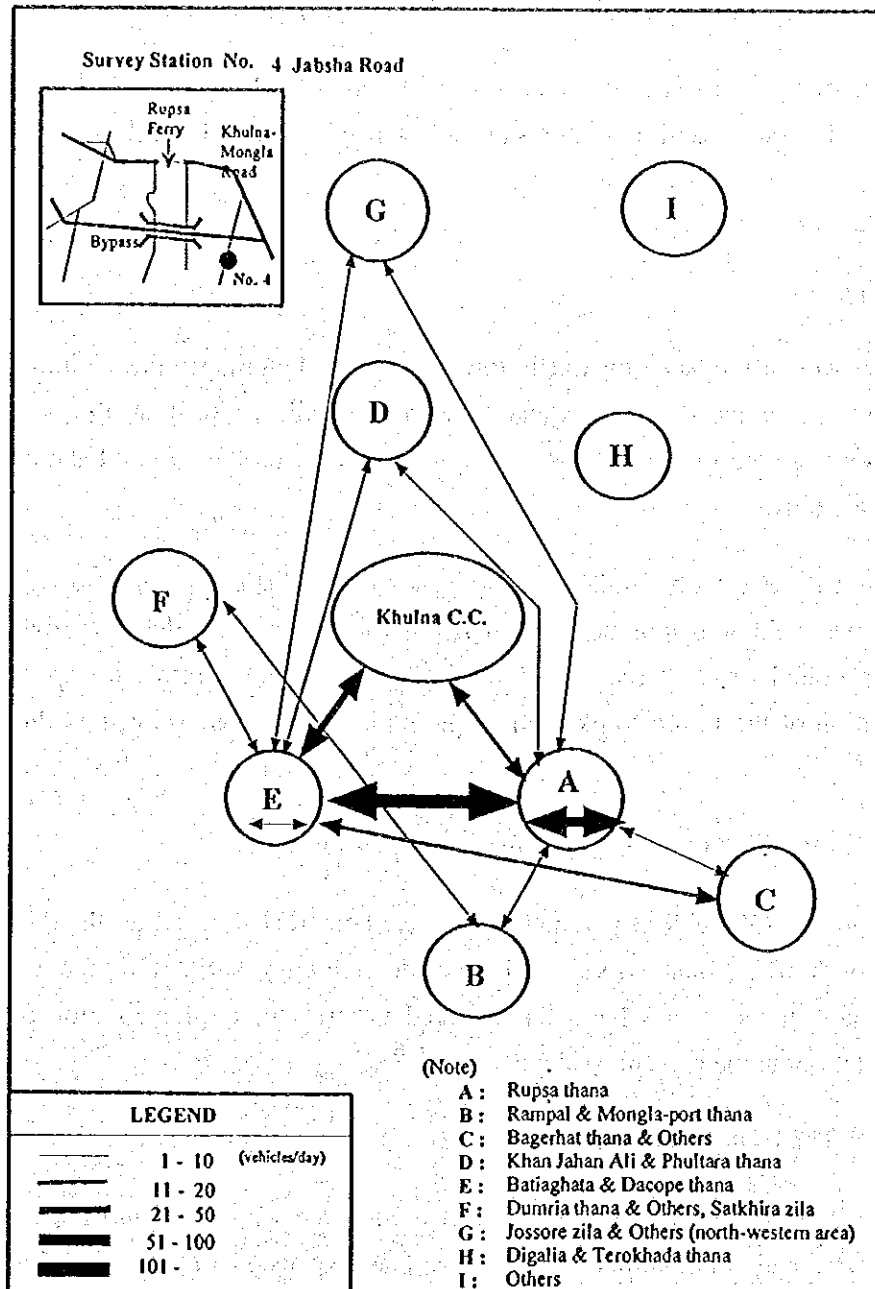 Survey Station No. 4 Jabsha Road
Rupsa
Ferry
Khulna-
Mongla
Road
Bypass
No. 4
G
I
D
H
F
Khulna C.C.
E
A
C
B
(Note)
A : Rupsa thana
B : Rampal & Mongla-port thana
C : Bagerhat thana & Others
D : Khan Jahan Ali & Phultara thana
E : Batiaghata & Dacope thana
F : Dumria thana & Others, Satkhira zila
G : Jossore zila & Others (north-western area)
H : Digalia & Terokhada thana
I : Others
LEGEND
1 - 10 (vehicles/day)
11 - 20
21 - 50
51 - 100
101 -